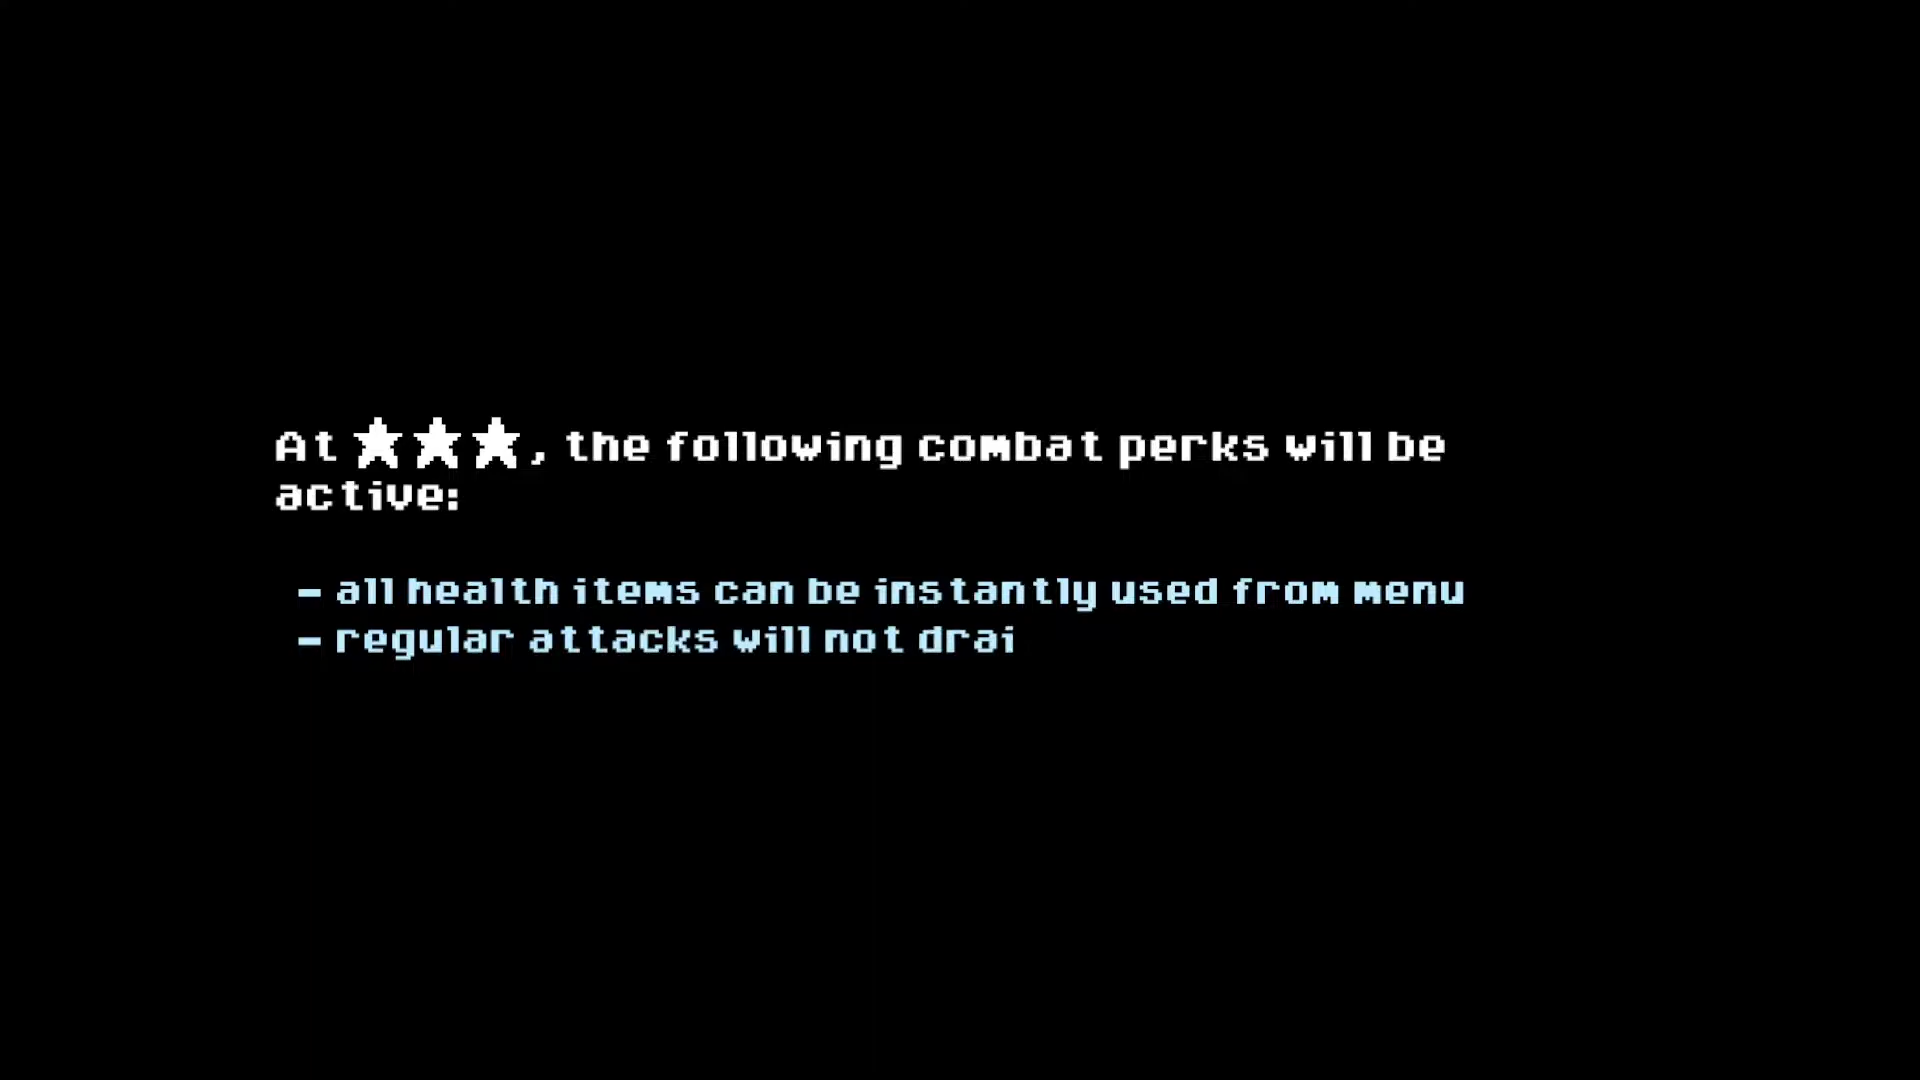 At ★★★, the following combat perks will be
active:
- all health items can be instantly used from menu
- regular attacks will not drai